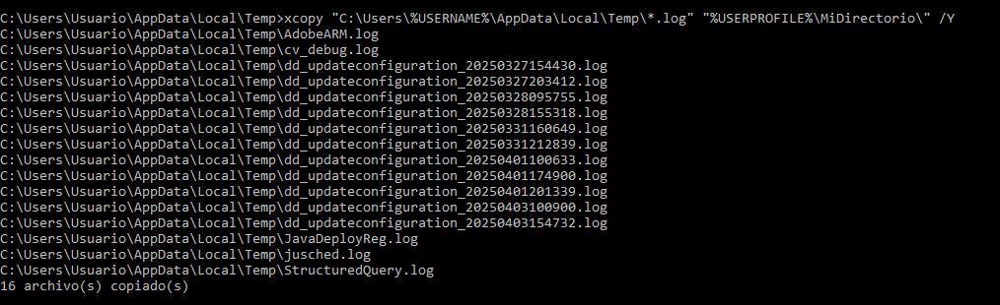 C:\Users\Usuario\AppData\Local\Temp>xcopy "C:\Users\%USERNAME%\AppData\Local\Temp\*.log" "%USERPROFILE%\MiDirectorio\" /Y
C:\Users\Usuario\AppData\Local\Temp\AdobeARM.log
C:\Users\Usuario\AppData\Local\Temp\cv_debug.log
C:\Users\Usuario\AppData\Local\Temp\dd_updateconfiguration_20250327154430.log
C:\Users\Usuario\AppData\Local\Temp\dd_updateconfiguration_20250327203412.log
C:\Users\Usuario\AppData\Local\Temp\dd_updateconfiguration_20250328095755.log
C:\Users\Usuario\AppData\Local\Temp\dd_updateconfiguration_20250328155318.log
C:\Users\Usuario\AppData\Local\Temp\dd_updateconfiguration_20250331160649.log
C:\Users\Usuario\AppData\Local\Temp\dd_updateconfiguration_20250331212839.log
C:\Users\Usuario\AppData\Local\Temp\dd_updateconfiguration_20250401100633.log
C:\Users\Usuario\AppData\Local\Temp\dd_updateconfiguration_20250401174900.log
C:\Users\Usuario\AppData\Local\Temp\dd_updateconfiguration_20250401201339.log
C:\Users\Usuario\AppData\Local\Temp\dd_updateconfiguration_20250403100900.log
C:\Users\Usuario\AppData\Local\Temp\dd_updateconfiguration_20250403154732.log
C:\Users\Usuario\AppData\Local\Temp\JavaDeployReg.log
C:\Users\Usuario\AppData\Local\Temp\jusched.log
C:\Users\Usuario\AppData\Local\Temp\StructuredQuery.log
16 archivo(s) copiado(s)